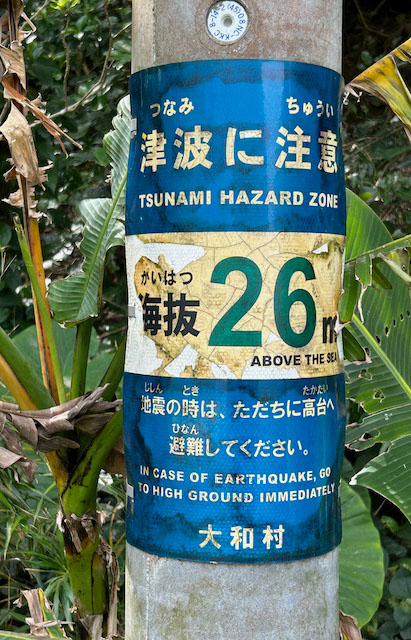 つなみ ちゅうい
津波に注意
TSUNAMI HAZARD ZONE
かいはつ
海抜 26m
ABOVE THE SEA
じしん とき たかだい
地震の時は、ただちに高台へ
ひなん
避難してください。
IN CASE OF EARTHQUAKE, GO
TO HIGH GROUND IMMEDIATELY
大和村